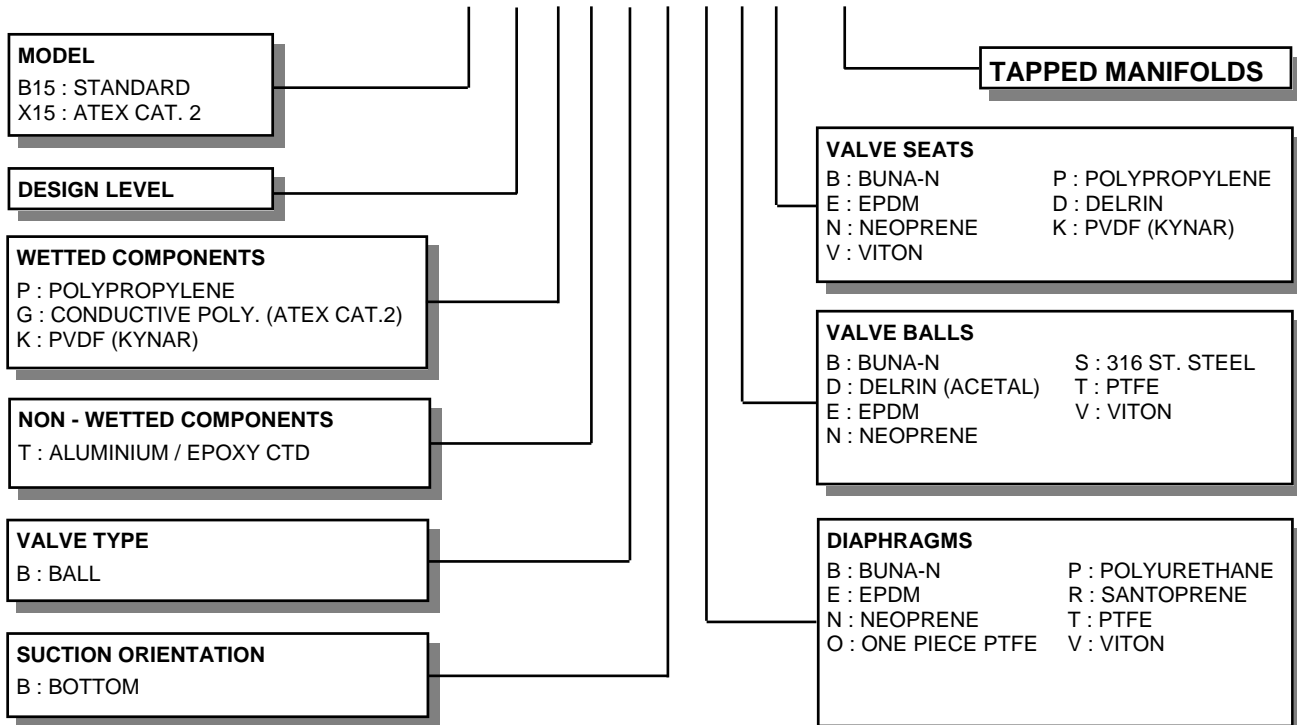 MODEL
B15 : STANDARD
X15 : ATEX CAT. 2
DESIGN LEVEL
WETTED COMPONENTS
P : POLYPROPYLENE
G : CONDUCTIVE POLY. (ATEX CAT.2)
K : PVDF (KYNAR)
NON - WETTED COMPONENTS
T : ALUMINIUM / EPOXY CTD
VALVE TYPE
B : BALL
SUCTION ORIENTATION
B : BOTTOM
TAPPED MANIFOLDS
VALVE SEATS
B : BUNA-N P : POLYPROPYLENE
E : EPDM D : DELRIN
N : NEOPRENE K : PVDF (KYNAR)
V : VITON
VALVE BALLS
B : BUNA-N S : 316 ST. STEEL
D : DELRIN (ACETAL) T : PTFE
E : EPDM V : VITON
N : NEOPRENE
DIAPHRAGMS
B : BUNA-N P : POLYURETHANE
E : EPDM R : SANTOPRENE
N : NEOPRENE T : PTFE
O : ONE PIECE PTFE V : VITON